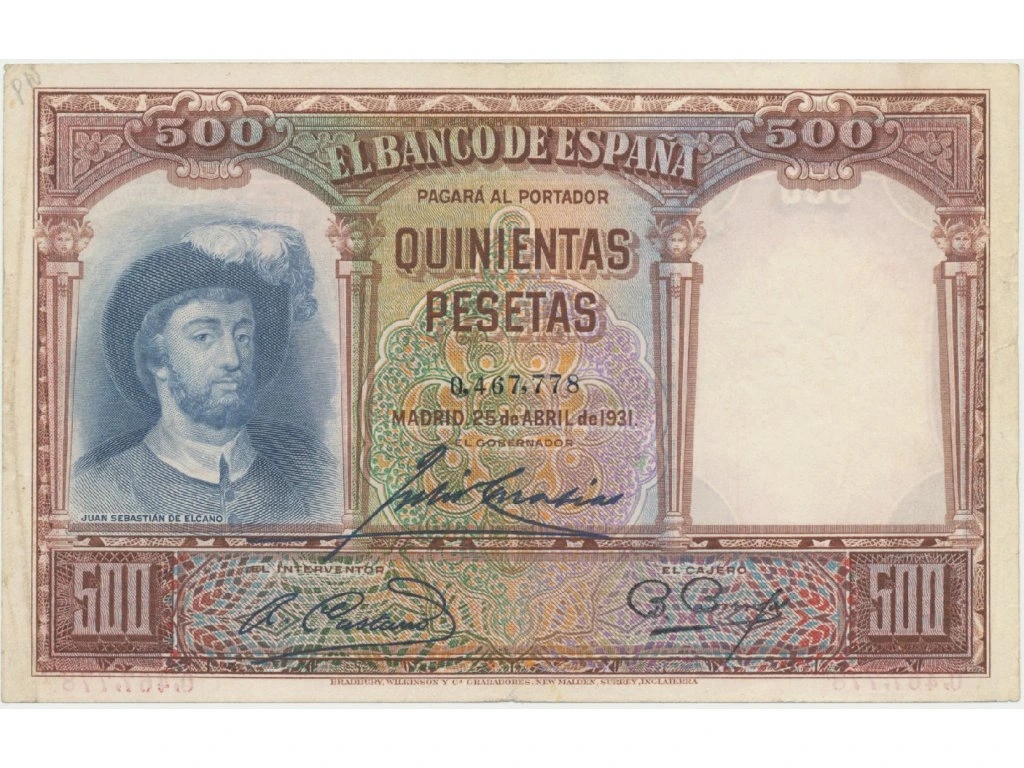 500
500
EL BANCO DE ESPAÑA
PAGARÁ AL PORTADOR
QUINIENTAS
PESETAS
0,467,778
MADRID, 25 de ABRIL de 1931.
EL GOBERNADOR
JUAN SEBASTIÁN DE ELCANO
EL INTERVENTOR
EL CAJERO
500
500
BRADBURY, WILKINSON Y Cª GRABADORES, NEW MALDEN, SURREY, INGLATERRA